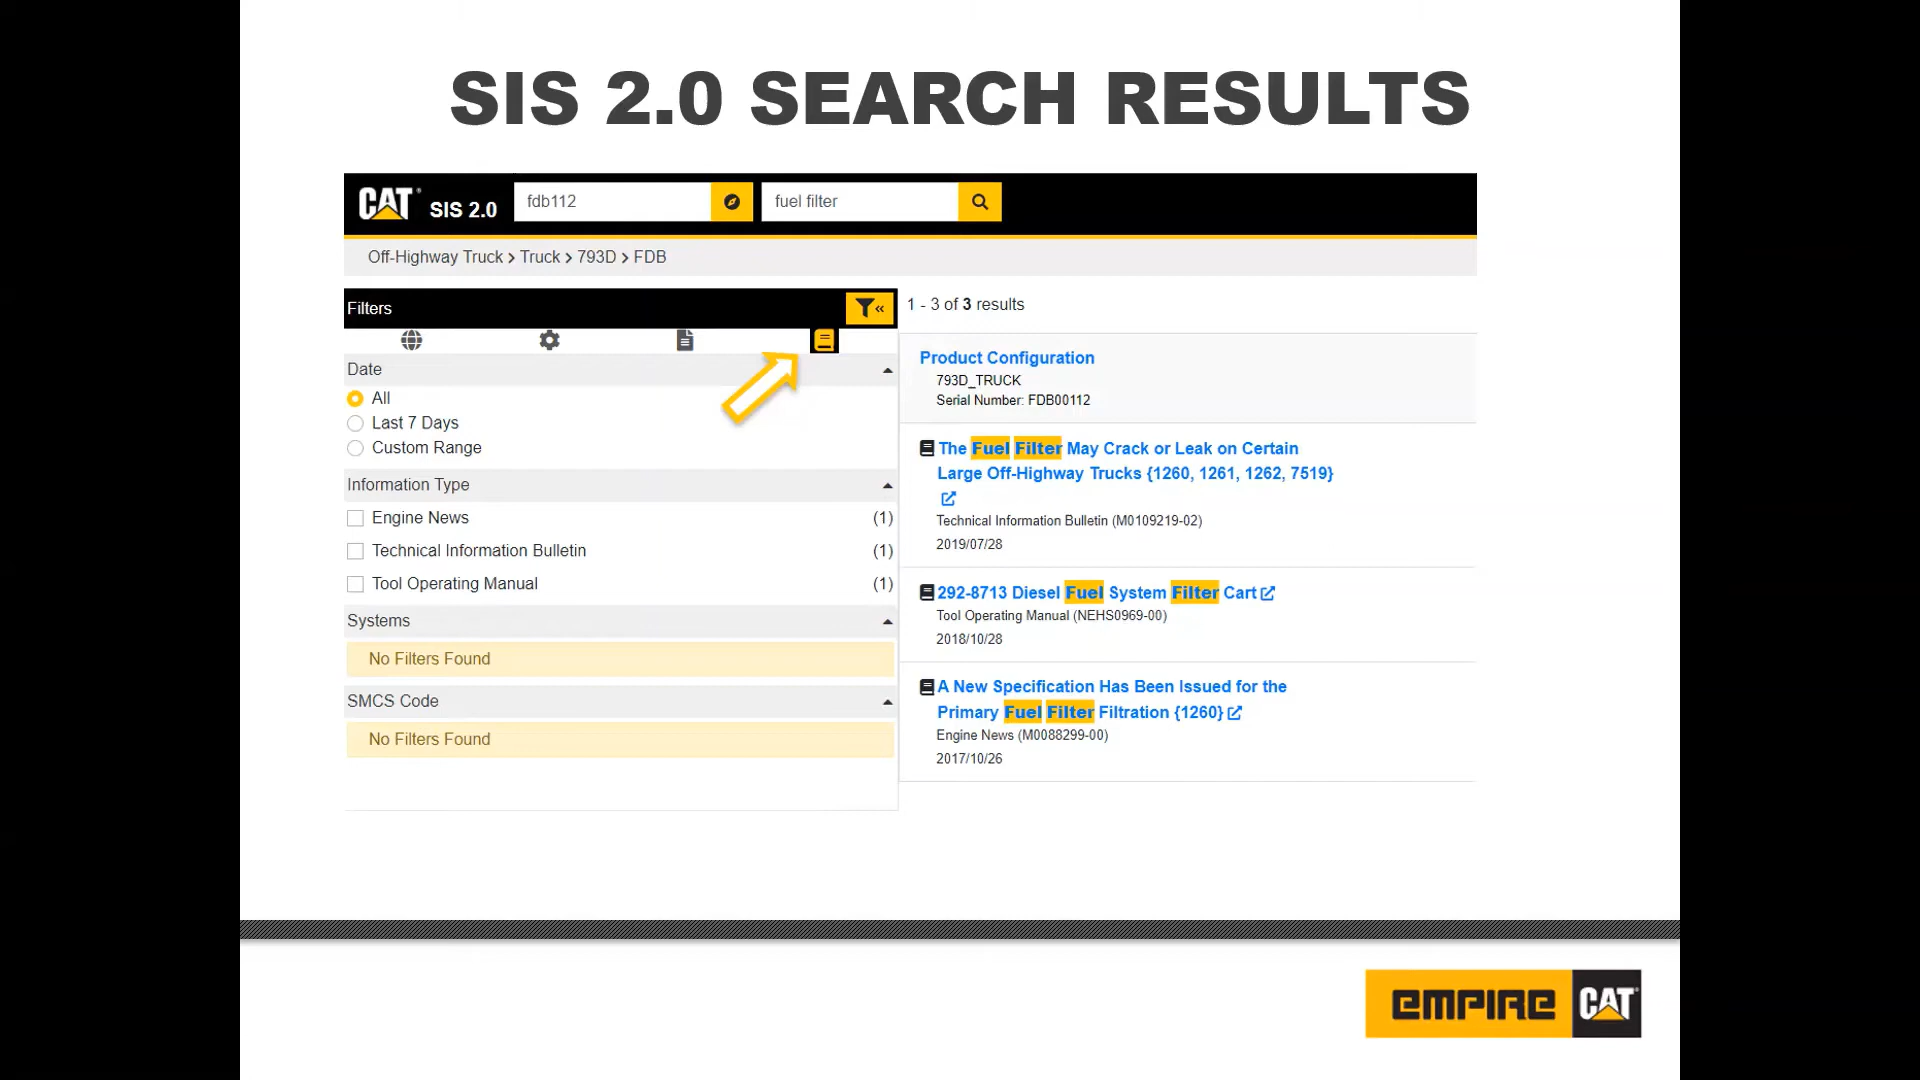 SIS 2.0 SEARCH RESULTS
CAT SIS 2.0 fdb112 fuel filter
Off-Highway Truck > Truck > 793D > FDB
Filters
Date
All
Last 7 Days
Custom Range
Information Type
Engine News (1)
Technical Information Bulletin (1)
Tool Operating Manual (1)
Systems
No Filters Found
SMCS Code
No Filters Found
1 - 3 of 3 results
Product Configuration
793D_TRUCK
Serial Number: FDB00112
The Fuel Filter May Crack or Leak on Certain
Large Off-Highway Trucks {1260, 1261, 1262, 7519}
Technical Information Bulletin (M0109219-02)
2019/07/28
292-8713 Diesel Fuel System Filter Cart
Tool Operating Manual (NEHS0969-00)
2018/10/28
A New Specification Has Been Issued for the
Primary Fuel Filter Filtration {1260}
Engine News (M0088299-00)
2017/10/26
EMPIRE CAT